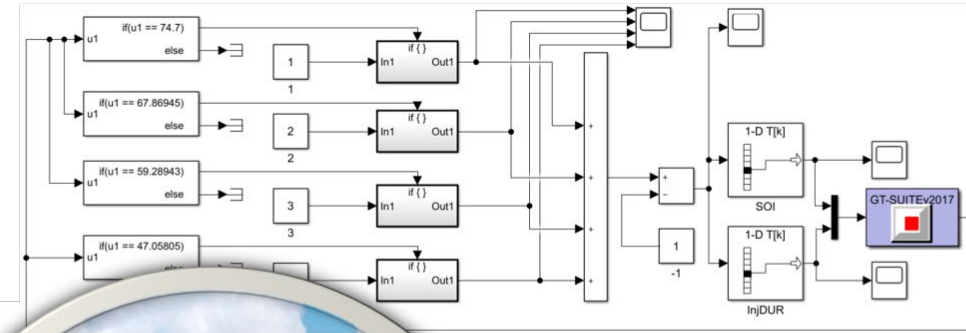 if(u1 == 74.7)
u1
else
1
1
if { }
In1 Out1
if(u1 == 67.86945)
u1
else
2
2
if { }
In1 Out1
if(u1 == 59.28943)
u1
else
3
3
if { }
In1 Out1
if(u1 == 47.05805)
u1
if { }
In1 Out1
+
+
+
+
+
−
1
-1
1-D T[k]
SOI
1-D T[k]
InjDUR
GT-SUITEv2017